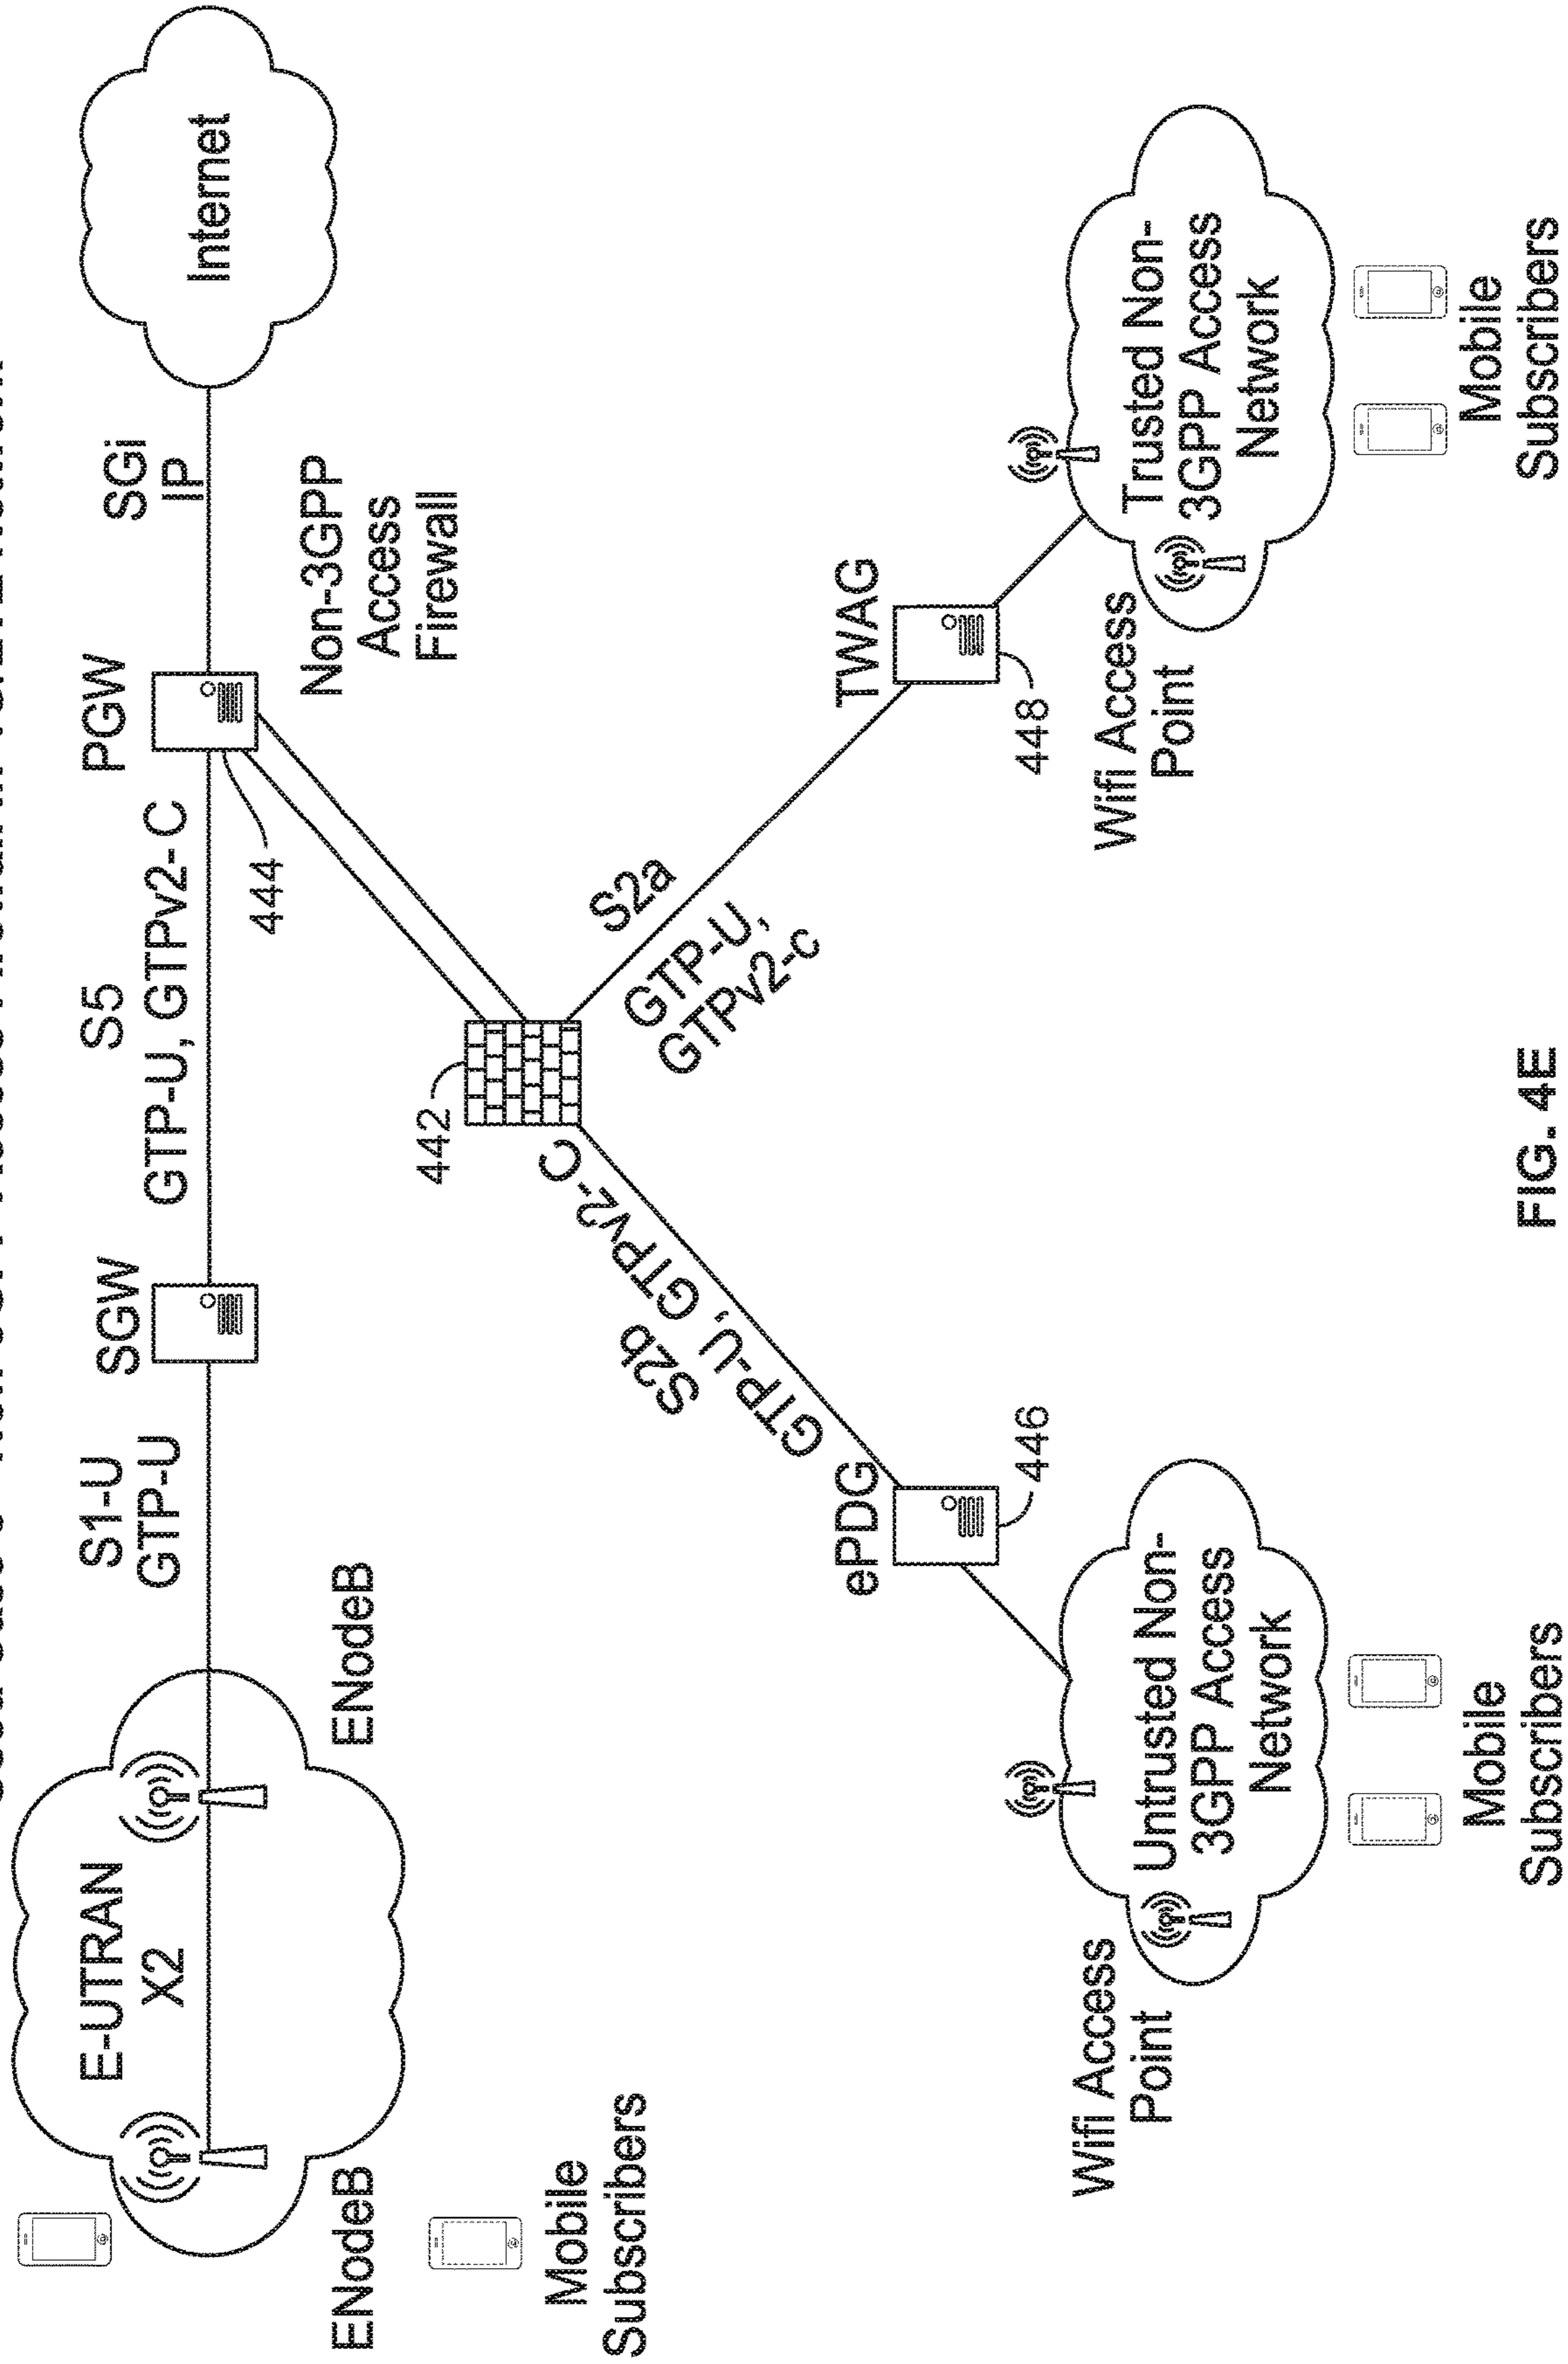 E-UTRAN
X2
ENodeB
ENodeB
Mobile
Subscribers
S1-U
GTP-U
SGW
S5
GTP-U, GTPv2- C
PGW
444
SGi
IP
Internet
Non-3GPP
Access
Firewall
442
S2b
GTP-U, GTPv2-C
S2a
GTP-U,
GTPv2-c
ePDG
446
TWAG
448
Wifi Access
Point
Untrusted Non-
3GPP Access
Network
Mobile
Subscribers
Wifi Access
Point
Trusted Non-
3GPP Access
Network
Mobile
Subscribers
FIG. 4E